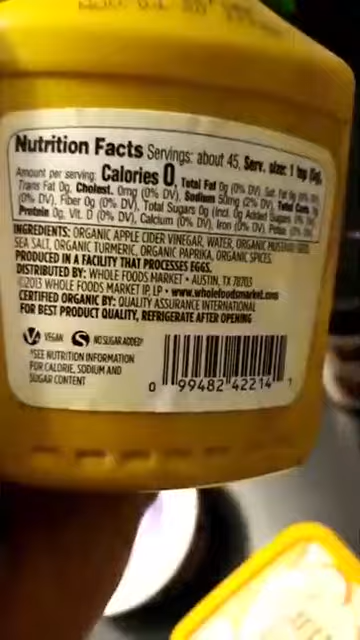 Nutrition Facts Servings: about 45, Serv. size: 1 tsp (5g),
Amount per serving: Calories 0, Total Fat 0g (0% DV), Sat. Fat 0g (0% DV),
Trans Fat 0g, Cholest. 0mg (0% DV), Sodium 50mg (2% DV), Total Carb.
(0% DV), Fiber 0g (0% DV), Total Sugars 0g (Incl. 0g Added Sugars,
Protein 0g, Vit. D (0% DV), Calcium (0% DV), Iron (0% DV), Potas. (0% DV)
INGREDIENTS: ORGANIC APPLE CIDER VINEGAR, WATER, ORGANIC MUSTARD
SEA SALT, ORGANIC TURMERIC, ORGANIC PAPRIKA, ORGANIC SPICES.
PRODUCED IN A FACILITY THAT PROCESSES EGGS.
DISTRIBUTED BY: WHOLE FOODS MARKET • AUSTIN, TX 78703
©2013 WHOLE FOODS MARKET IP, LP • www.wholefoodsmarket.com
CERTIFIED ORGANIC BY: QUALITY ASSURANCE INTERNATIONAL
FOR BEST PRODUCT QUALITY, REFRIGERATE AFTER OPENING
VEGAN NO SUGAR ADDED*
*SEE NUTRITION INFORMATION
FOR CALORIE, SODIUM AND
SUGAR CONTENT
0 99482 42214 1